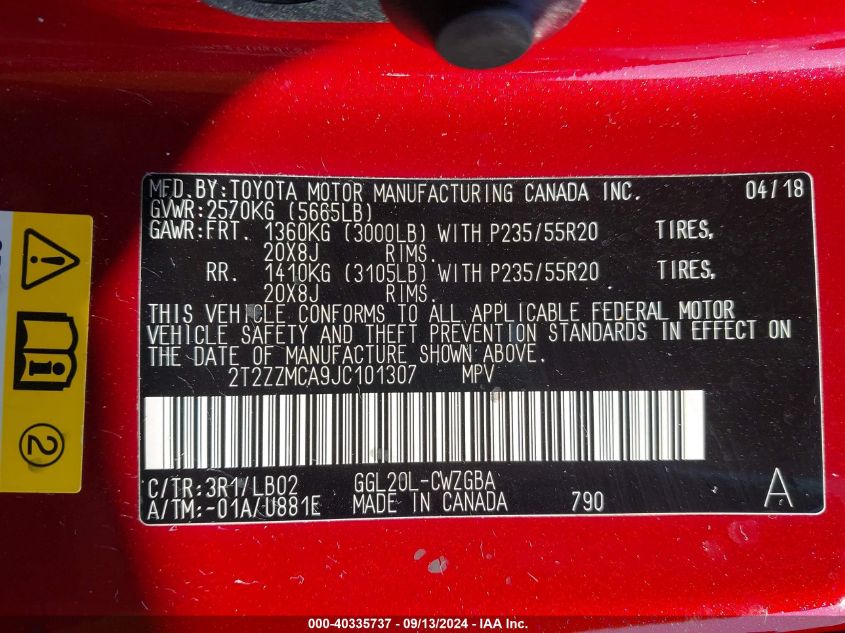 MFD.BY:TOYOTA MOTOR MANUFACTURING CANADA INC. 04/18
GVWR:2570KG (5665LB)
GAWR:FRT. 1360KG (3000LB) WITH P235/55R20 TIRES,
20X8J RIMS.
RR. 1410KG (3105LB) WITH P235/55R20 TIRES,
20X8J RIMS.
THIS VEHICLE CONFORMS TO ALL APPLICABLE FEDERAL MOTOR
VEHICLE SAFETY AND THEFT PREVENTION STANDARDS IN EFFECT ON
THE DATE OF MANUFACTURE SHOWN ABOVE.
2T2ZZMCA9JC101307 MPV
C/TR:3R1/LB02 GGL20L-CWZGBA
A/TM:-01A/U881E MADE IN CANADA 790 A
2
000-40335737 - 09/13/2024 - IAA Inc.